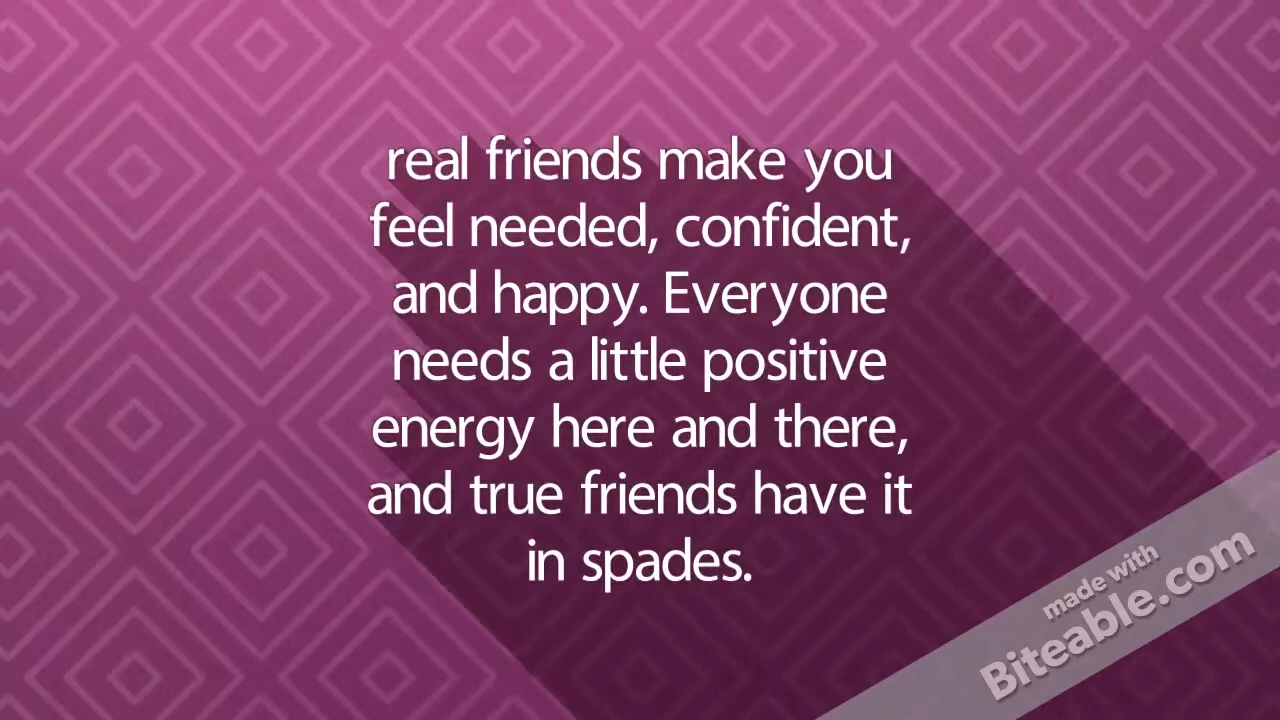 real friends make you
feel needed, confident,
and happy. Everyone
needs a little positive
energy here and there,
and true friends have it
in spades.
made with
Biteable.com